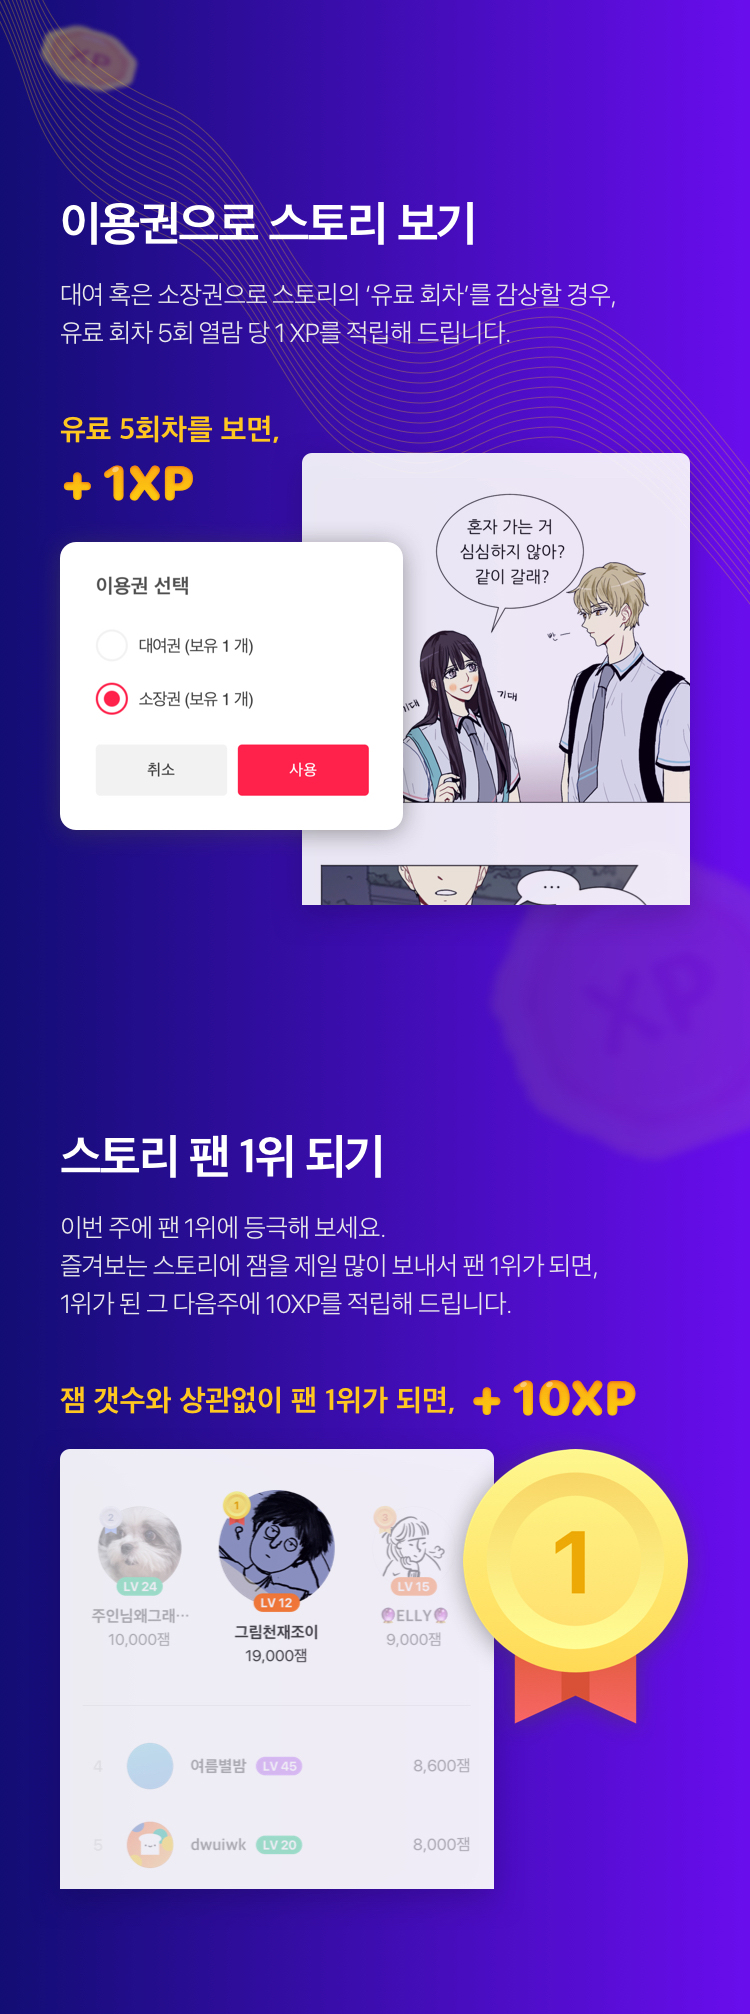 XP
이용권으로 스토리 보기
대여 혹은 소장권으로 스토리의 ‘유료 회차’를 감상할 경우,
유료 회차 5회 열람 당 1 XP를 적립해 드립니다.
유료 5회차를 보면,
+ 1XP
혼자 가는 거
심심하지 않아?
같이 갈래?
이용권 선택
대여권 (보유 1 개)
소장권 (보유 1 개)
취소
사용
기대
기대
...
XP
스토리 팬 1위 되기
이번 주에 팬 1위에 등극해 보세요.
즐겨보는 스토리에 잼을 제일 많이 보내서 팬 1위가 되면,
1위가 된 그 다음주에 10XP를 적립해 드립니다.
잼 갯수와 상관없이 팬 1위가 되면, + 10XP
2
LV 24
주인님왜그래…
10,000잼
1
LV 12
그림천재조이
19,000잼
3
LV 15
ELLY
9,000잼
1
4
여름별밤 LV 45
8,600잼
5
dwuiwk LV 20
8,000잼